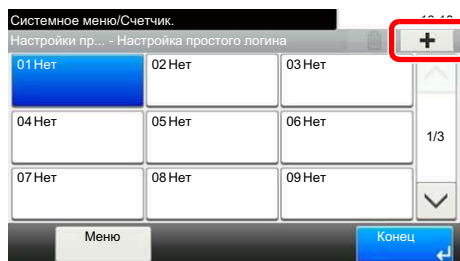 Системное меню/Счетчик.
Настройки пр... - Настройка простого логина
01 Нет 02 Нет 03 Нет
04 Нет 05 Нет 06 Нет
1/3
07 Нет 08 Нет 09 Нет
Меню Конец